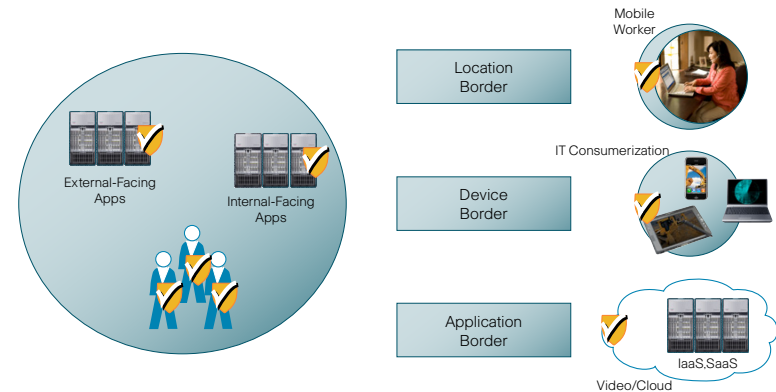 External-Facing
Apps
Internal-Facing
Apps
Location
Border
Mobile
Worker
Device
Border
IT Consumerization
Application
Border
IaaS,SaaS
Video/Cloud